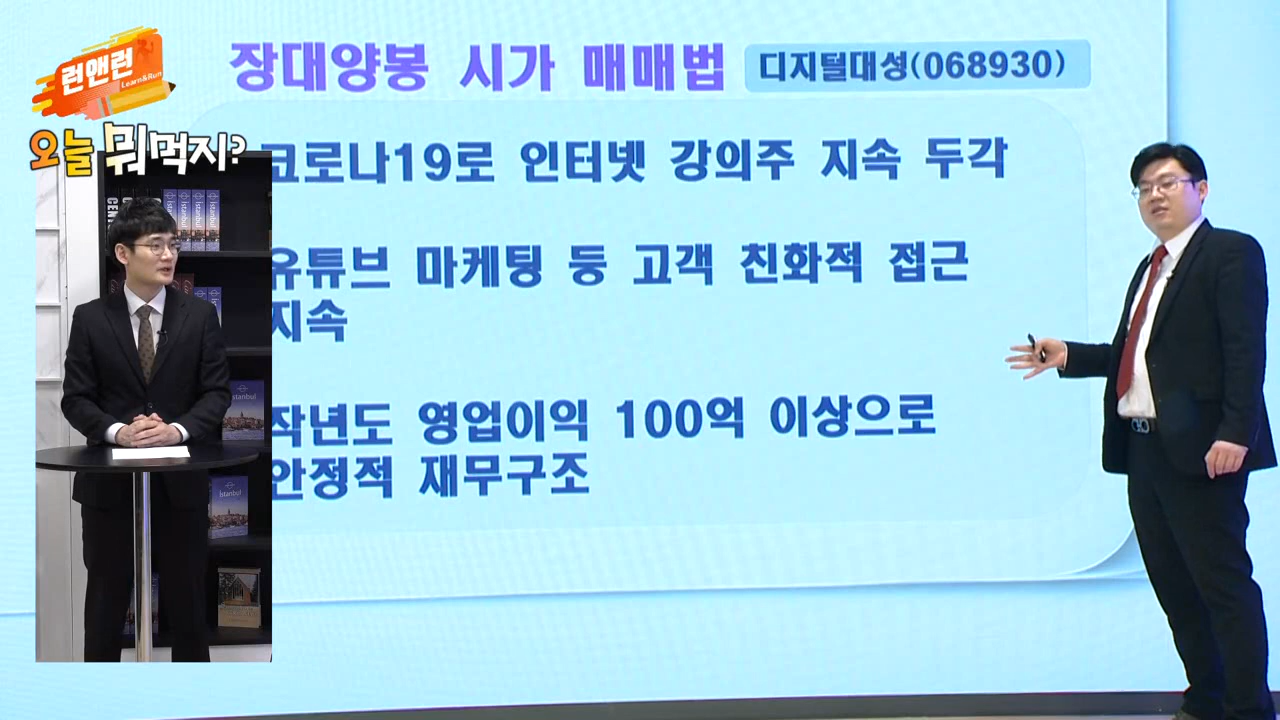 런앤런
Learn&Run
오늘 뭐먹지?
장대양봉 시가 매매법
디지털대성(068930)
코로나19로 인터넷 강의주 지속 두각
유튜브 마케팅 등 고객 친화적 접근
지속
작년도 영업이익 100억 이상으로
안정적 재무구조
istanbul
istanbul
istanbul
istanbul
Istanbul